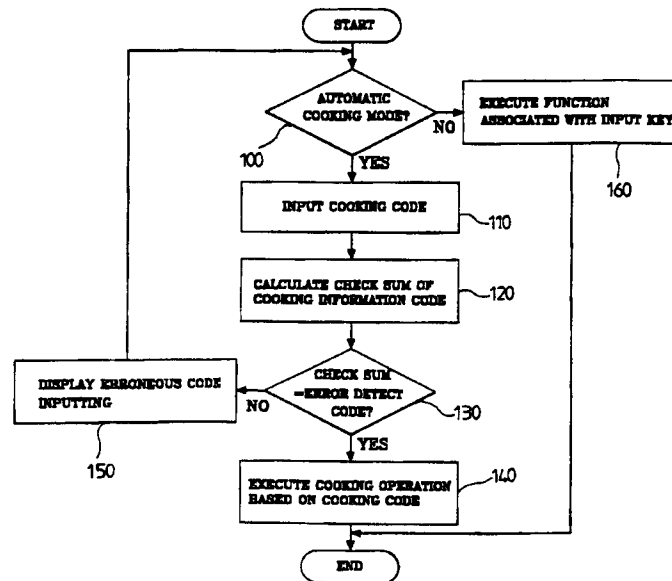 START
AUTOMATIC
COOKING MODE?
100
NO
EXECUTE FUNCTION
ASSOCIATED WITH INPUT KEY
160
YES
INPUT COOKING CODE
110
CALCULATE CHECK SUM OF
COOKING INFORMATION CODE
120
CHECK SUM
=ERROR DETECT
CODE?
130
NO
DISPLAY ERRONEOUS CODE
INPUTTING
150
YES
EXECUTE COOKING OPERATION
BASED ON COOKING CODE
140
END